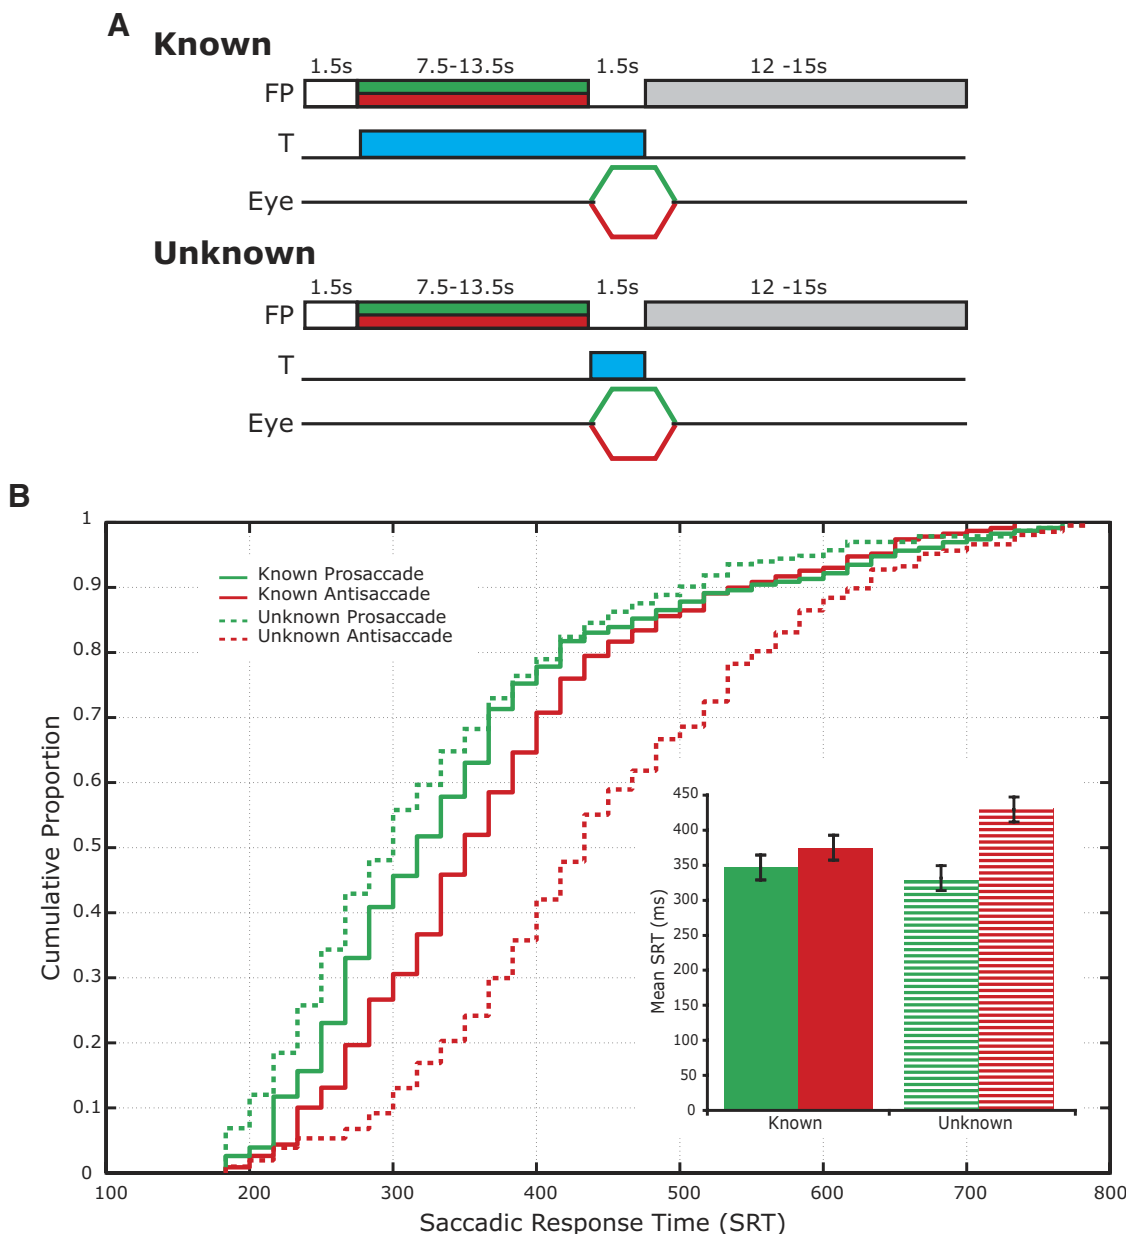 A
Known
1.5s 7.5-13.5s 1.5s 12 -15s
FP
T
Eye
Unknown
1.5s 7.5-13.5s 1.5s 12 -15s
FP
T
Eye
B
1
0.9
0.8
0.7
0.6
0.5
0.4
0.3
0.2
0.1
0
Cumulative Proportion
Known Prosaccade
Known Antisaccade
Unknown Prosaccade
Unknown Antisaccade
450
400
350
300
250
200
150
100
50
0
Mean SRT (ms)
Known Unknown
100 200 300 400 500 600 700 800
Saccadic Response Time (SRT)